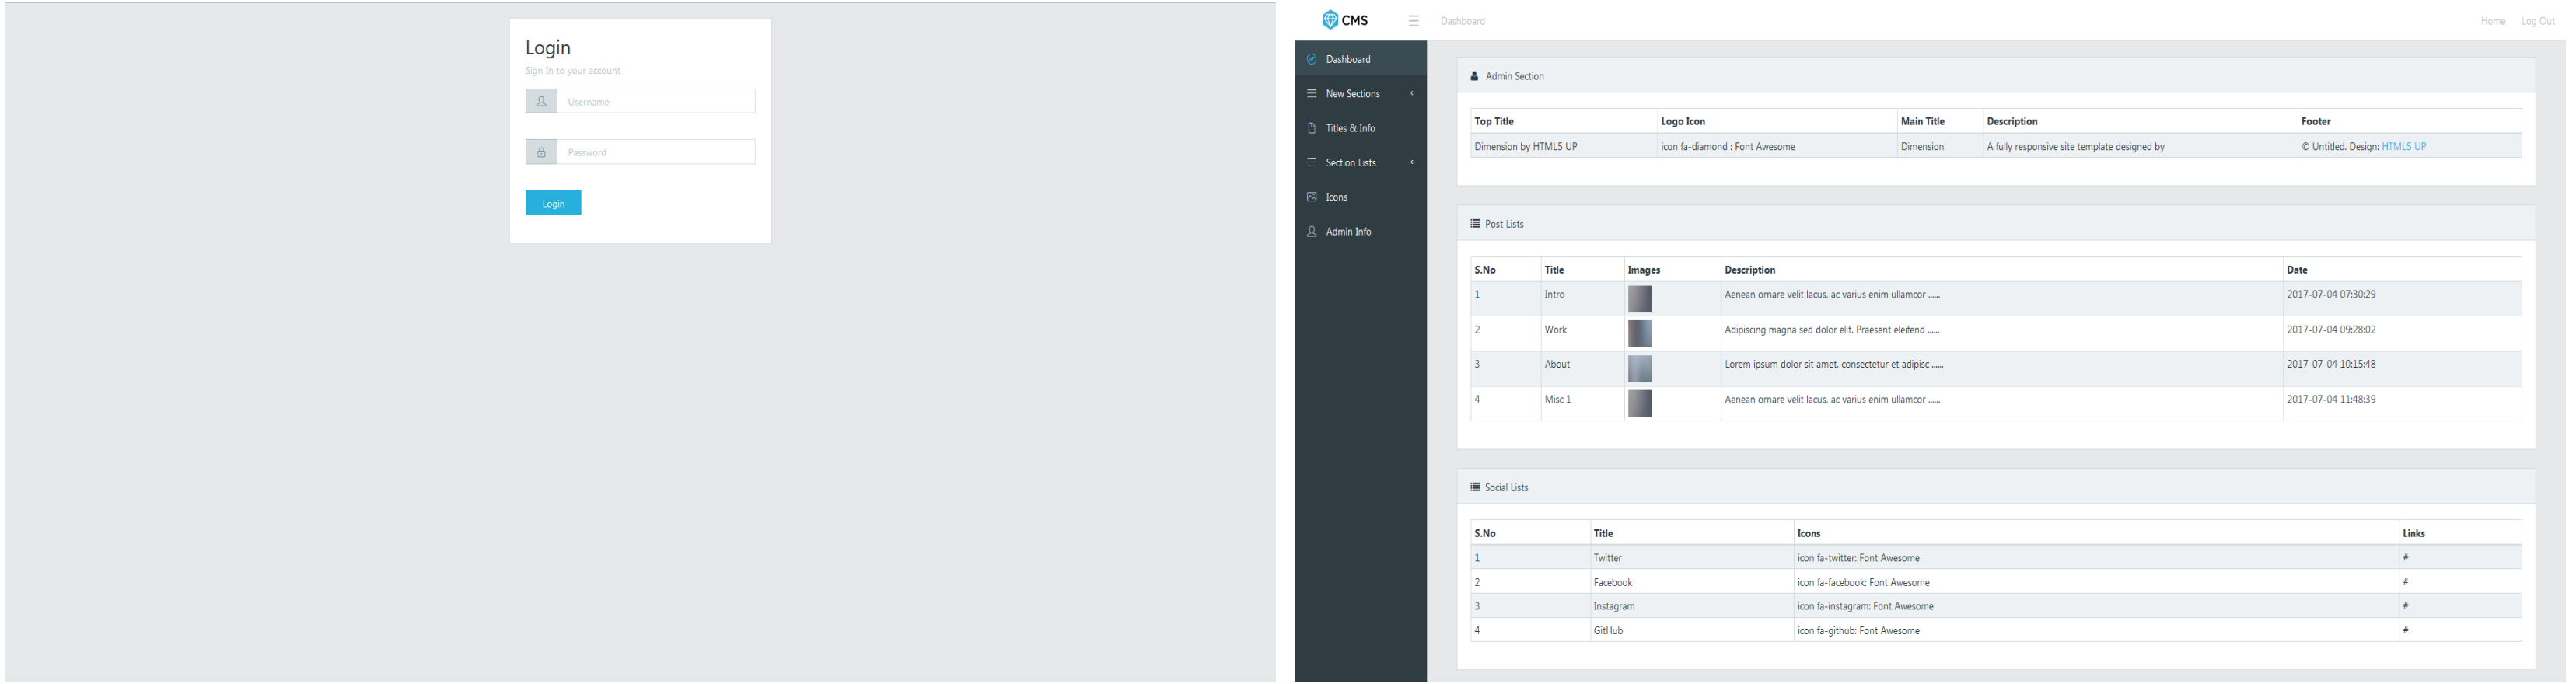 Login
Sign In to your account
Username
Password
Login
CMS
Dashboard
Home Log Out
Dashboard
New Sections
Titles & Info
Section Lists
Icons
Admin Info
Admin Section
Top Title Logo Icon Main Title Description Footer
Dimension by HTML5 UP icon fa-diamond : Font Awesome Dimension A fully responsive site template designed by © Untitled. Design: HTML5 UP
Post Lists
S.No Title Images Description Date
1 Intro Aenean ornare velit lacus, ac varius enim ullamcor ...... 2017-07-04 07:30:29
2 Work Adipiscing magna sed dolor elit. Praesent eleifend ...... 2017-07-04 09:28:02
3 About Lorem ipsum dolor sit amet, consectetur et adipisc ...... 2017-07-04 10:15:48
4 Misc 1 Aenean ornare velit lacus, ac varius enim ullamcor ...... 2017-07-04 11:48:39
Social Lists
S.No Title Icons Links
1 Twitter icon fa-twitter: Font Awesome #
2 Facebook icon fa-facebook: Font Awesome #
3 Instagram icon fa-instagram: Font Awesome #
4 GitHub icon fa-github: Font Awesome #